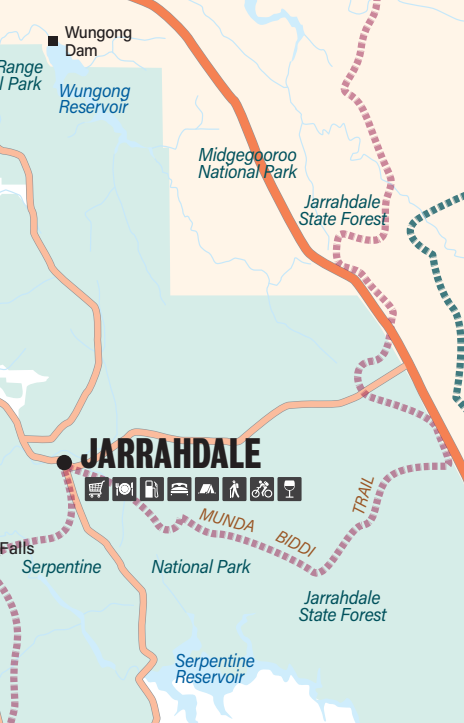 Wungong
Dam
Range
l Park
Wungong
Reservoir
Midgegooroo
National Park
Jarrahdale
State Forest
JARRAHDALE
MUNDA BIDDI TRAIL
Falls
Serpentine National Park
Jarrahdale
State Forest
Serpentine
Reservoir